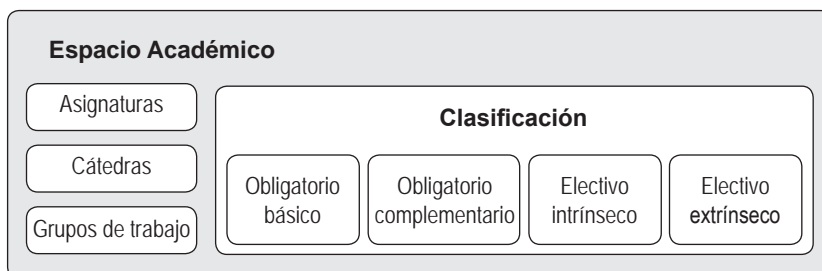 Espacio Académico
Asignaturas
Cátedras
Grupos de trabajo
Clasificación
Obligatorio
básico
Obligatorio
complementario
Electivo
intrínseco
Electivo
extrínseco